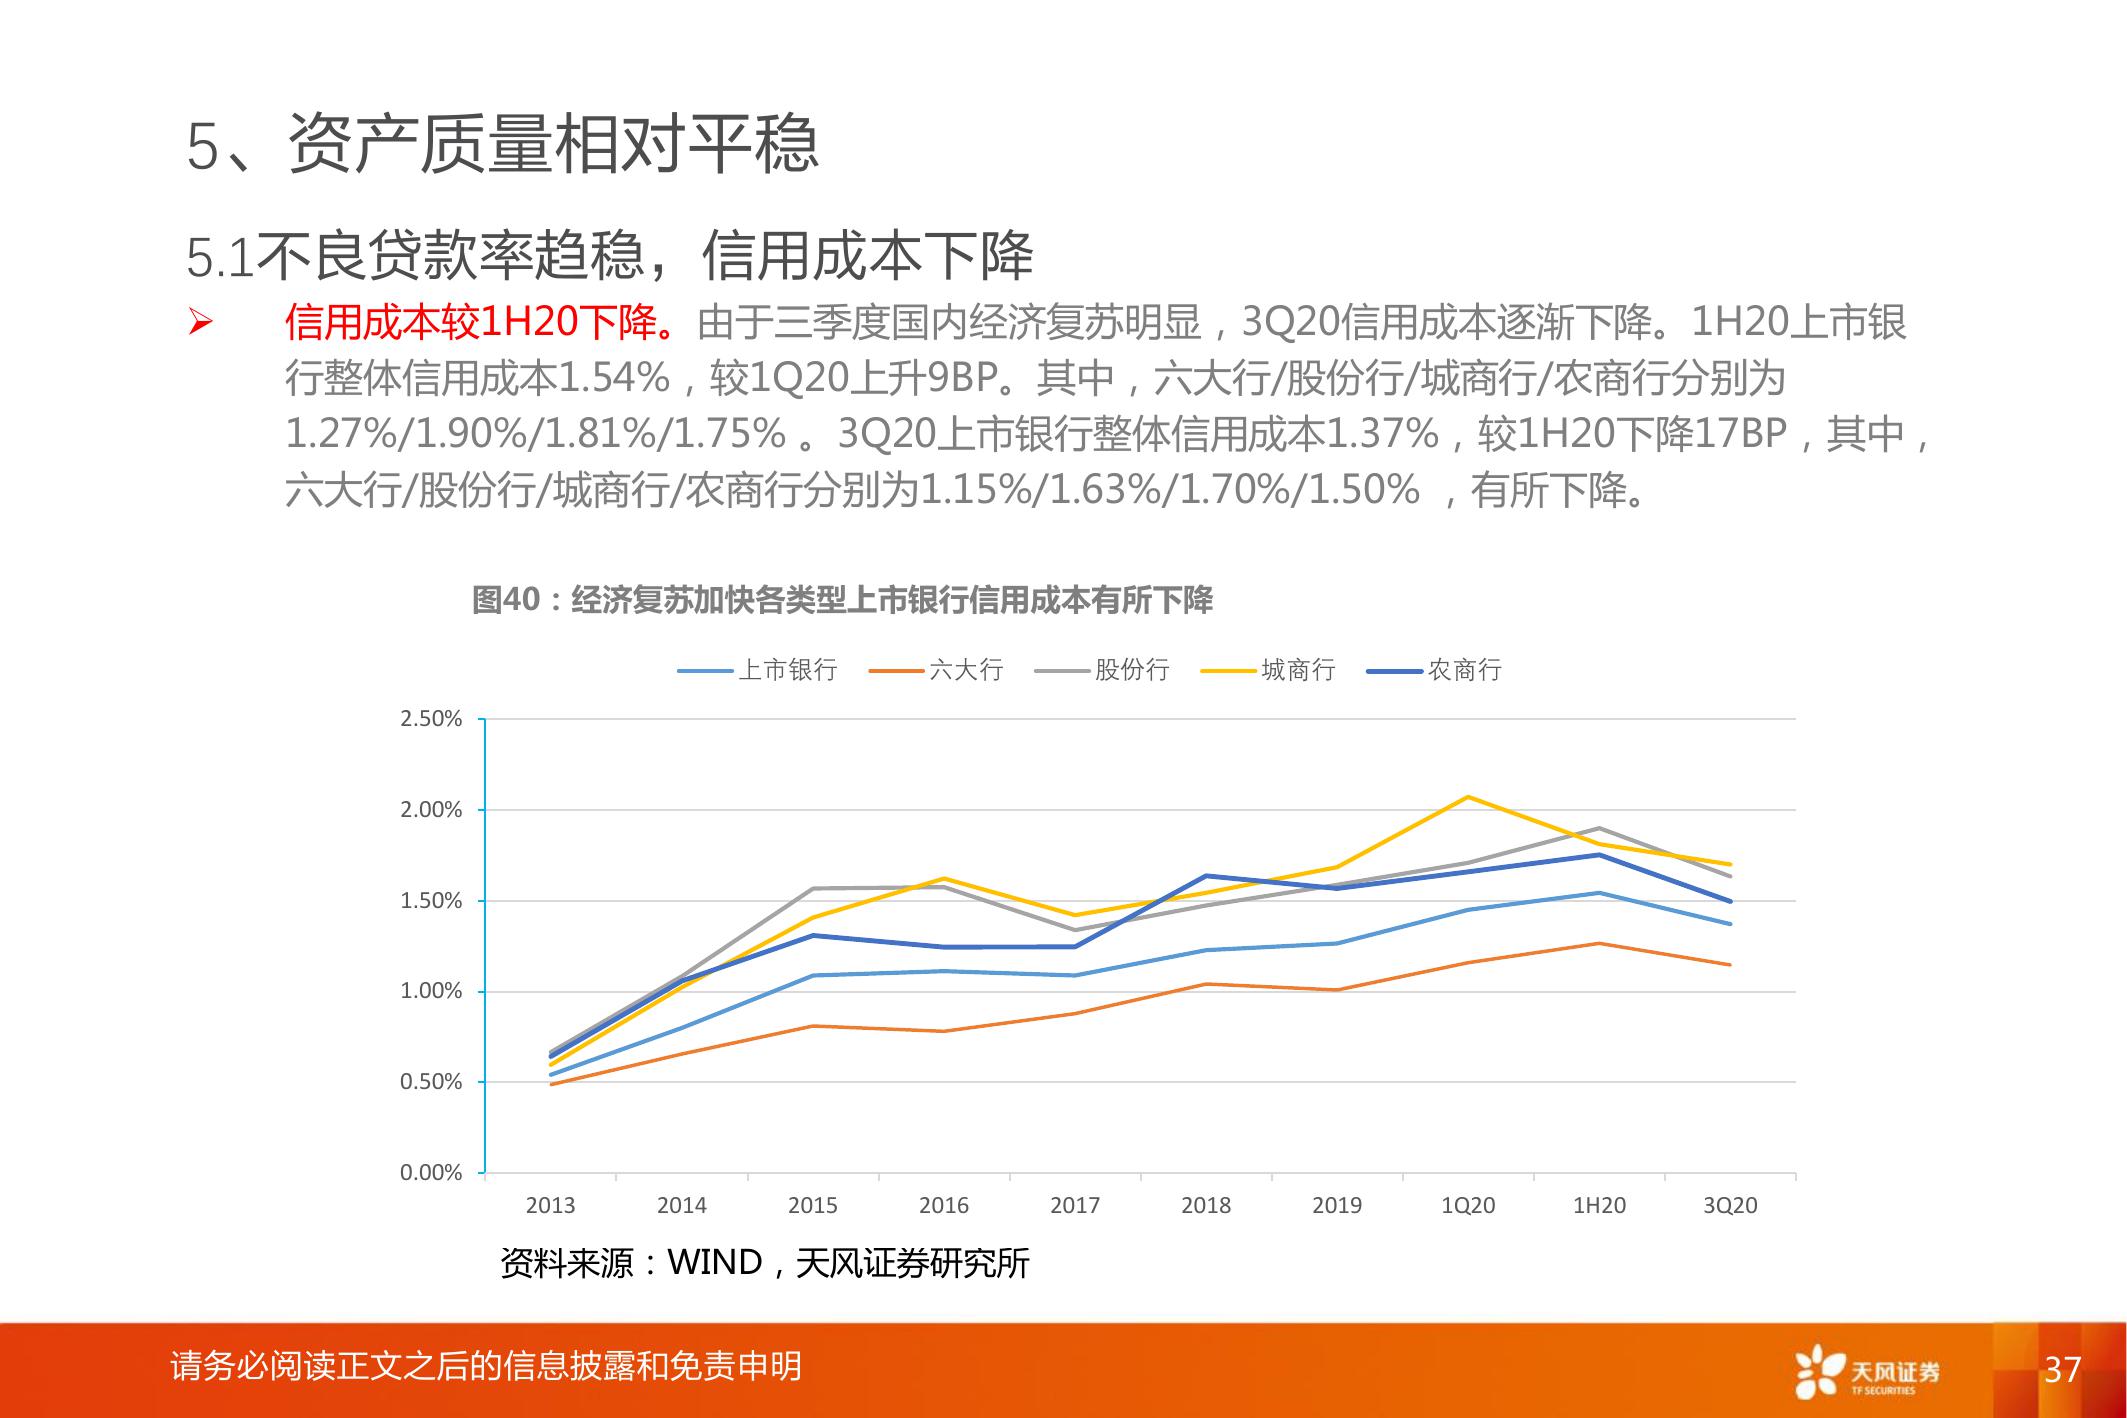 5、资产质量相对平稳
5.1不良贷款率趋稳，信用成本下降
➢ 信用成本较1H20下降。由于三季度国内经济复苏明显，3Q20信用成本逐渐下降。1H20上市银
行整体信用成本1.54%，较1Q20上升9BP。其中，六大行/股份行/城商行/农商行分别为
1.27%/1.90%/1.81%/1.75% 。3Q20上市银行整体信用成本1.37%，较1H20下降17BP，其中，
六大行/股份行/城商行/农商行分别为1.15%/1.63%/1.70%/1.50% ，有所下降。
图40：经济复苏加快各类型上市银行信用成本有所下降
上市银行 六大行 股份行 城商行 农商行
2.50%
2.00%
1.50%
1.00%
0.50%
0.00%
2013 2014 2015 2016 2017 2018 2019 1Q20 1H20 3Q20
资料来源：WIND，天风证券研究所
请务必阅读正文之后的信息披露和免责申明
天风证券
TF SECURITIES
37